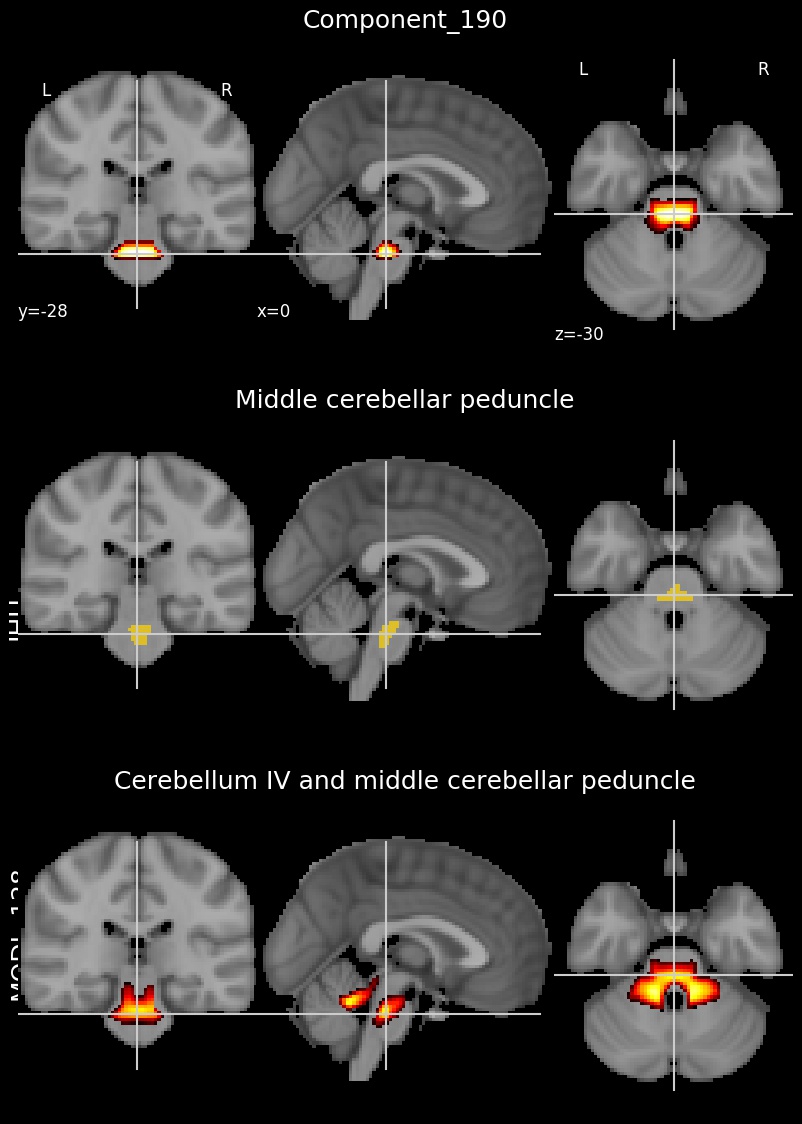 Component_190
L R L R
y=-28 x=0 z=-30
Middle cerebellar peduncle
Cerebellum IV and middle cerebellar peduncle